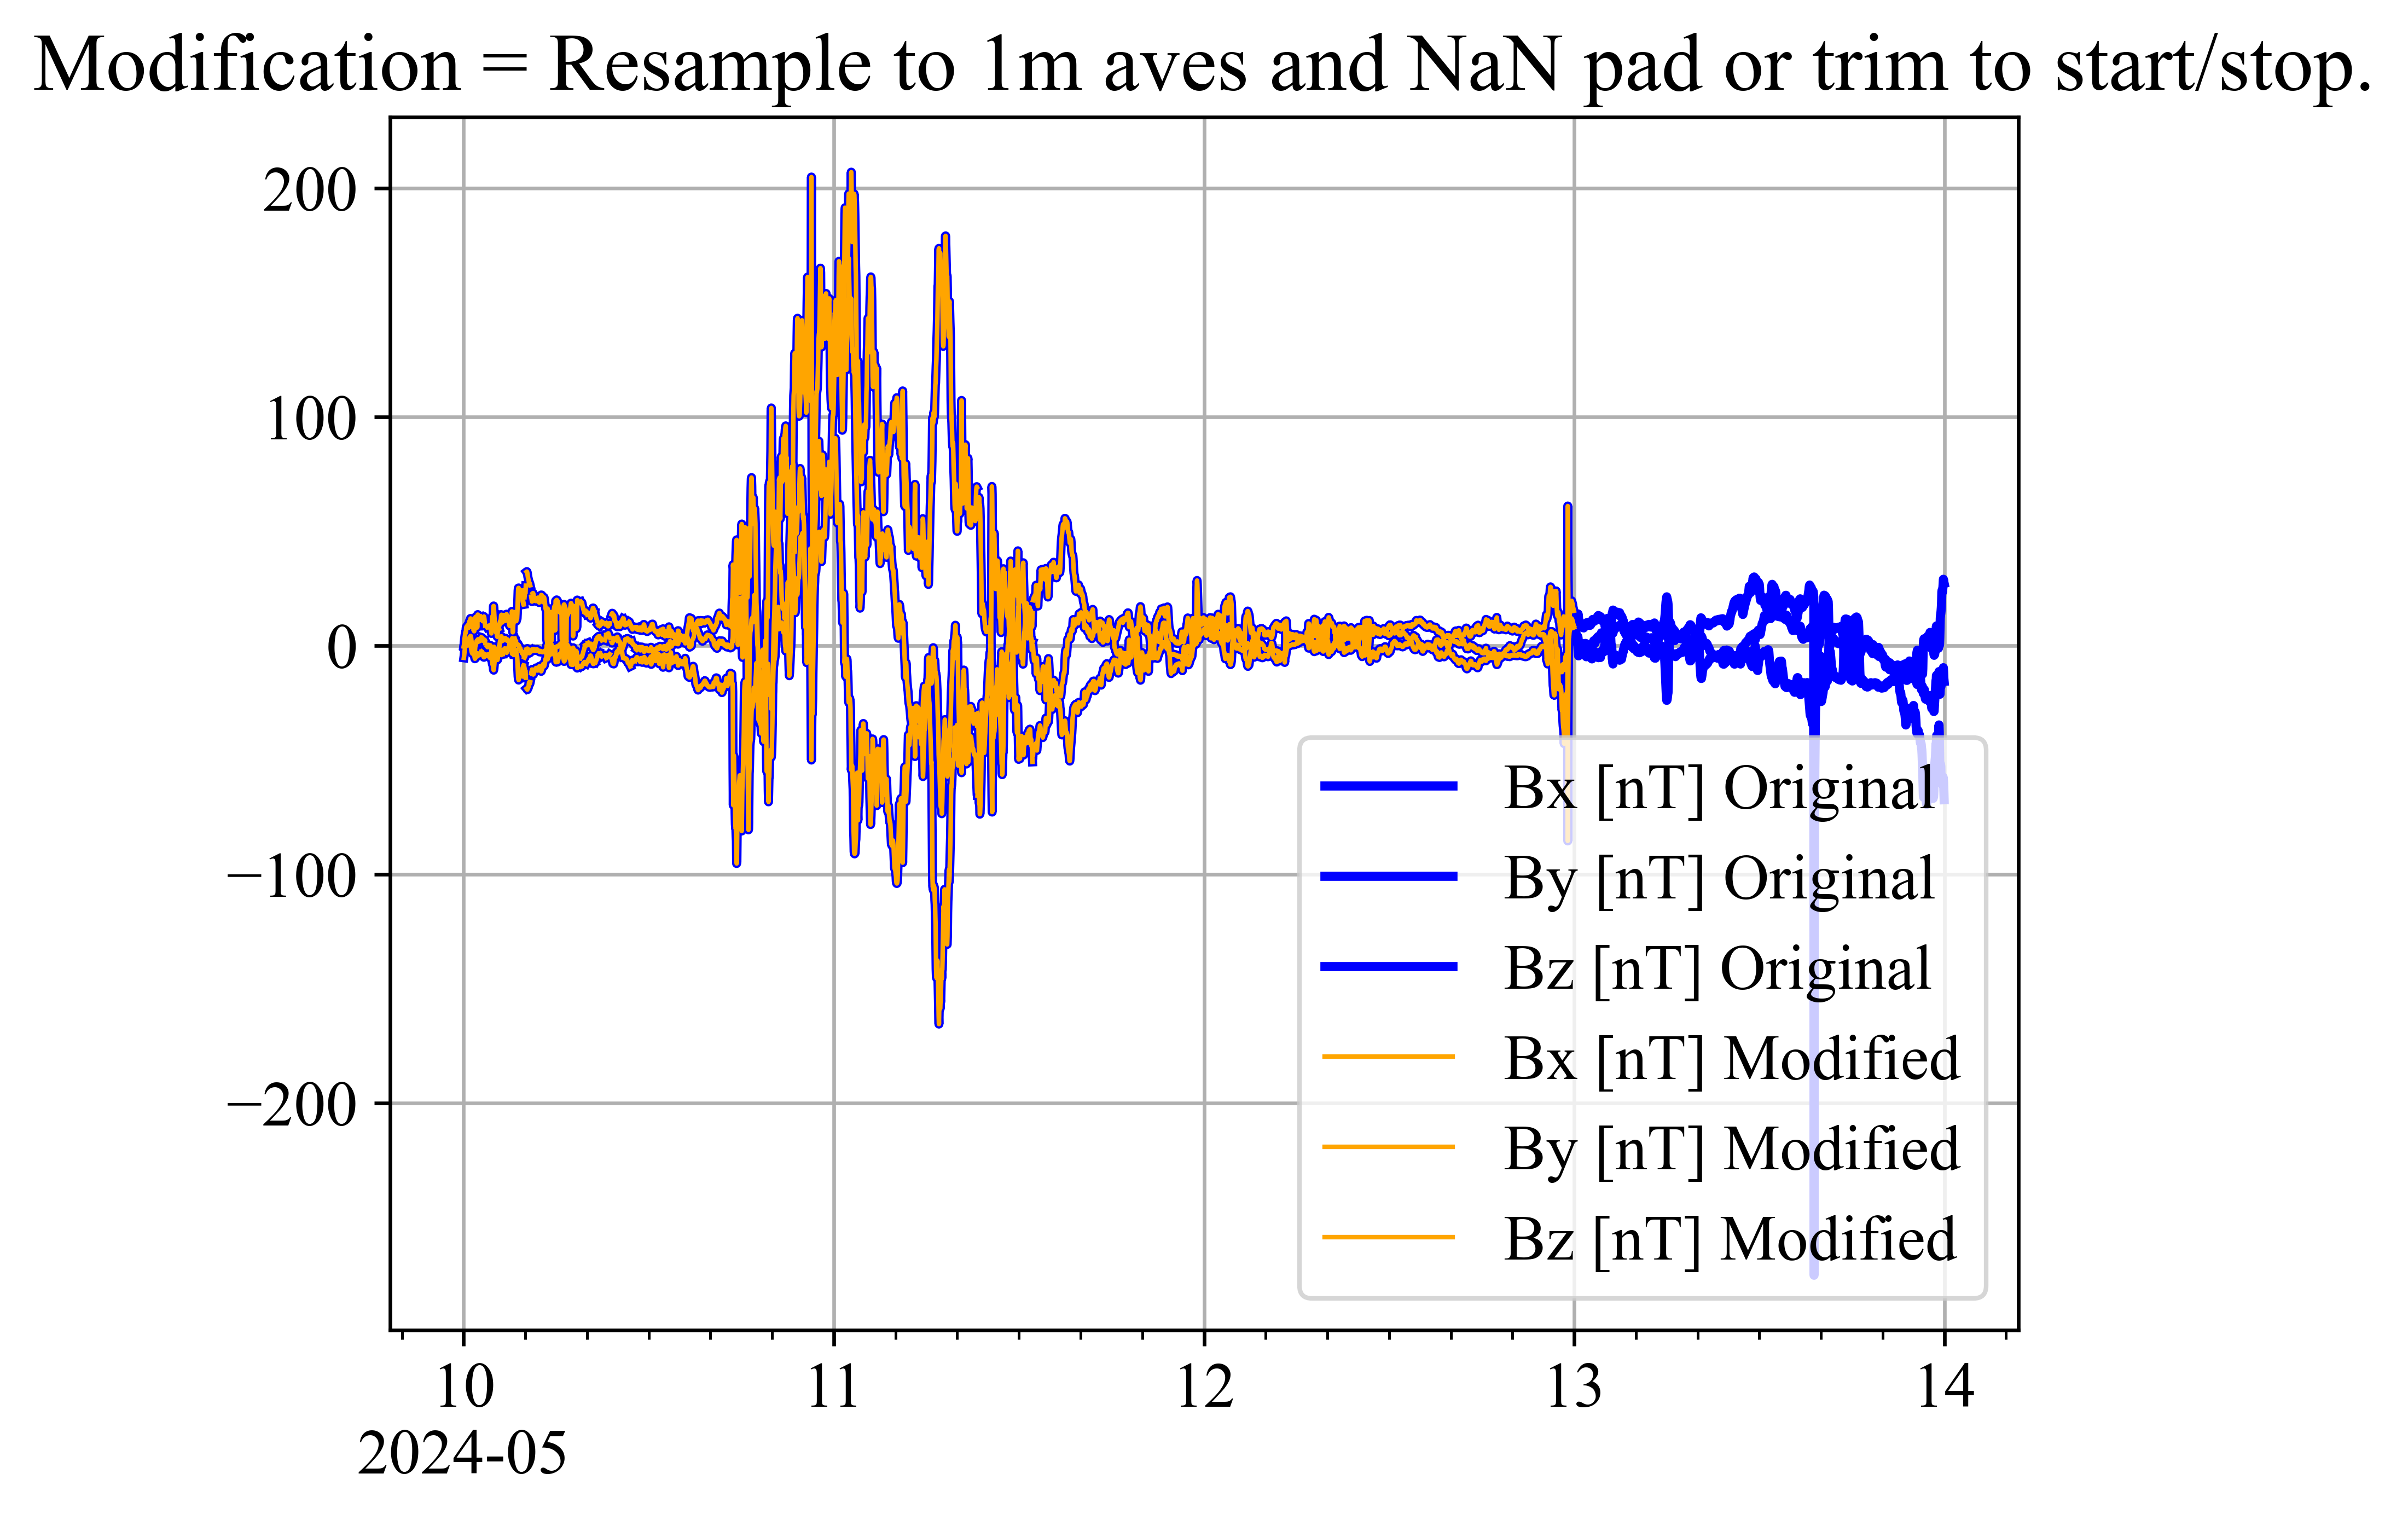 Modification = Resample to 1m aves and NaN pad or trim to start/stop.
200
100
0
−100
−200
Bx [nT] Original
By [nT] Original
Bz [nT] Original
Bx [nT] Modified
By [nT] Modified
Bz [nT] Modified
10 11 12 13 14
2024-05